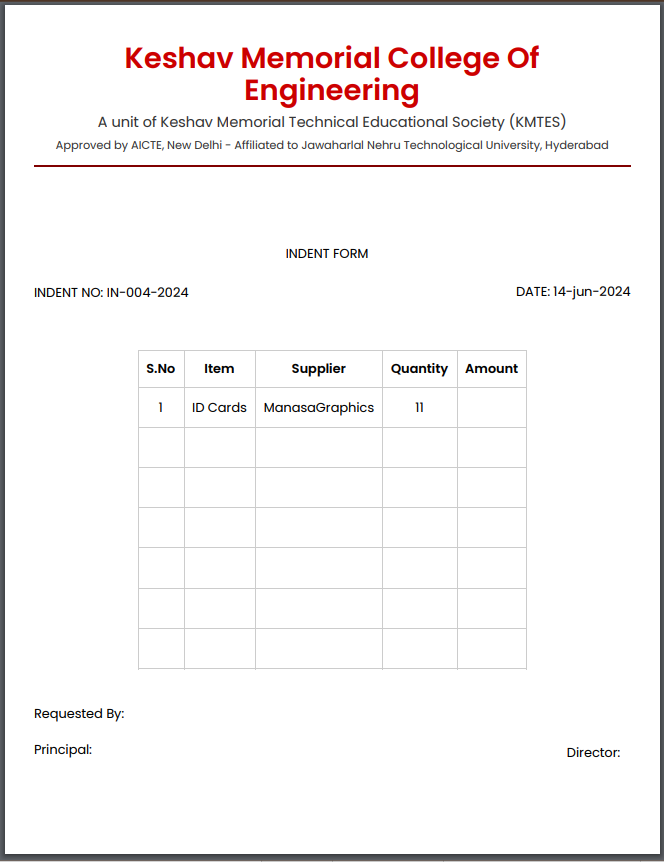 Keshav Memorial College Of
Engineering
A unit of Keshav Memorial Technical Educational Society (KMTES)
Approved by AICTE, New Delhi - Affiliated to Jawaharlal Nehru Technological University, Hyderabad
INDENT FORM
INDENT NO: IN-004-2024 DATE: 14-jun-2024
S.No Item Supplier Quantity Amount
1 ID Cards ManasaGraphics 11
Requested By:
Principal: Director: